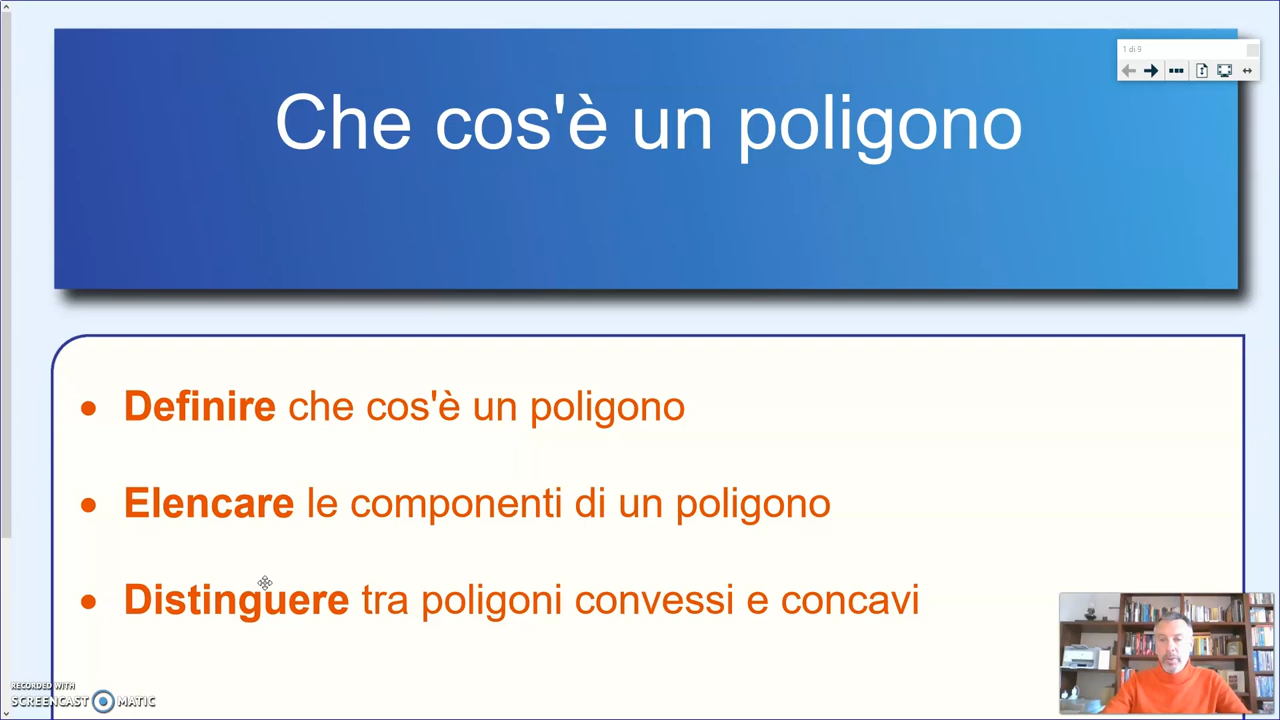 1 di 9
Che cos'è un poligono
Definire che cos'è un poligono
Elencare le componenti di un poligono
Distinguere tra poligoni convessi e concavi
RECORDED WITH
SCREENCAST MATIC